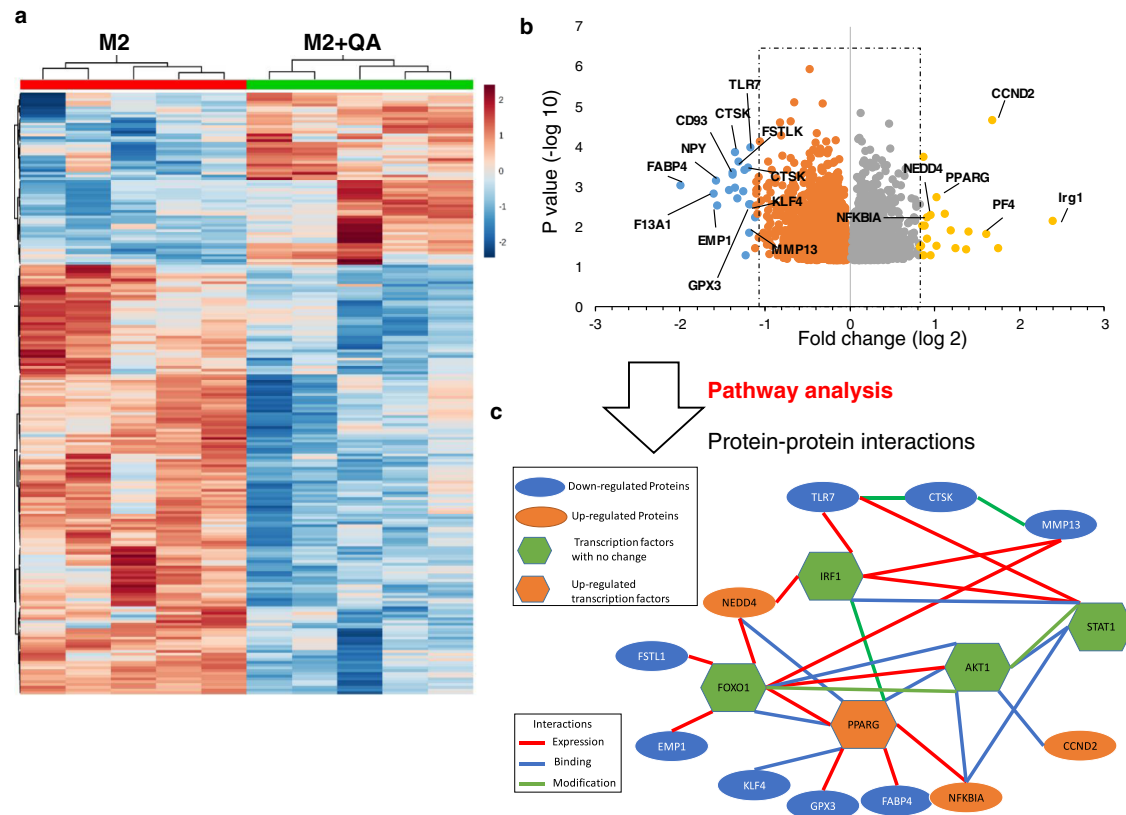 a
M2
M2+QA
2
1
0
-1
-2
b
P value (-log 10)
7
6
5
4
3
2
1
0
-3
-2
-1
0
1
2
3
Fold change (log 2)
TLR7
CTSK
CD93
FSTLK
NPY
FABP4
CTSK
KLF4
F13A1
EMP1
MMP13
GPX3
CCND2
NEDD4
PPARG
NFKBIA
PF4
Irg1
Pathway analysis
c
Protein-protein interactions
Down-regulated Proteins
Up-regulated Proteins
Transcription factors
with no change
Up-regulated
transcription factors
TLR7
CTSK
MMP13
IRF1
NEDD4
STAT1
FSTL1
AKT1
FOXO1
PPARG
EMP1
CCND2
KLF4
GPX3
FABP4
NFKBIA
Interactions
Expression
Binding
Modification